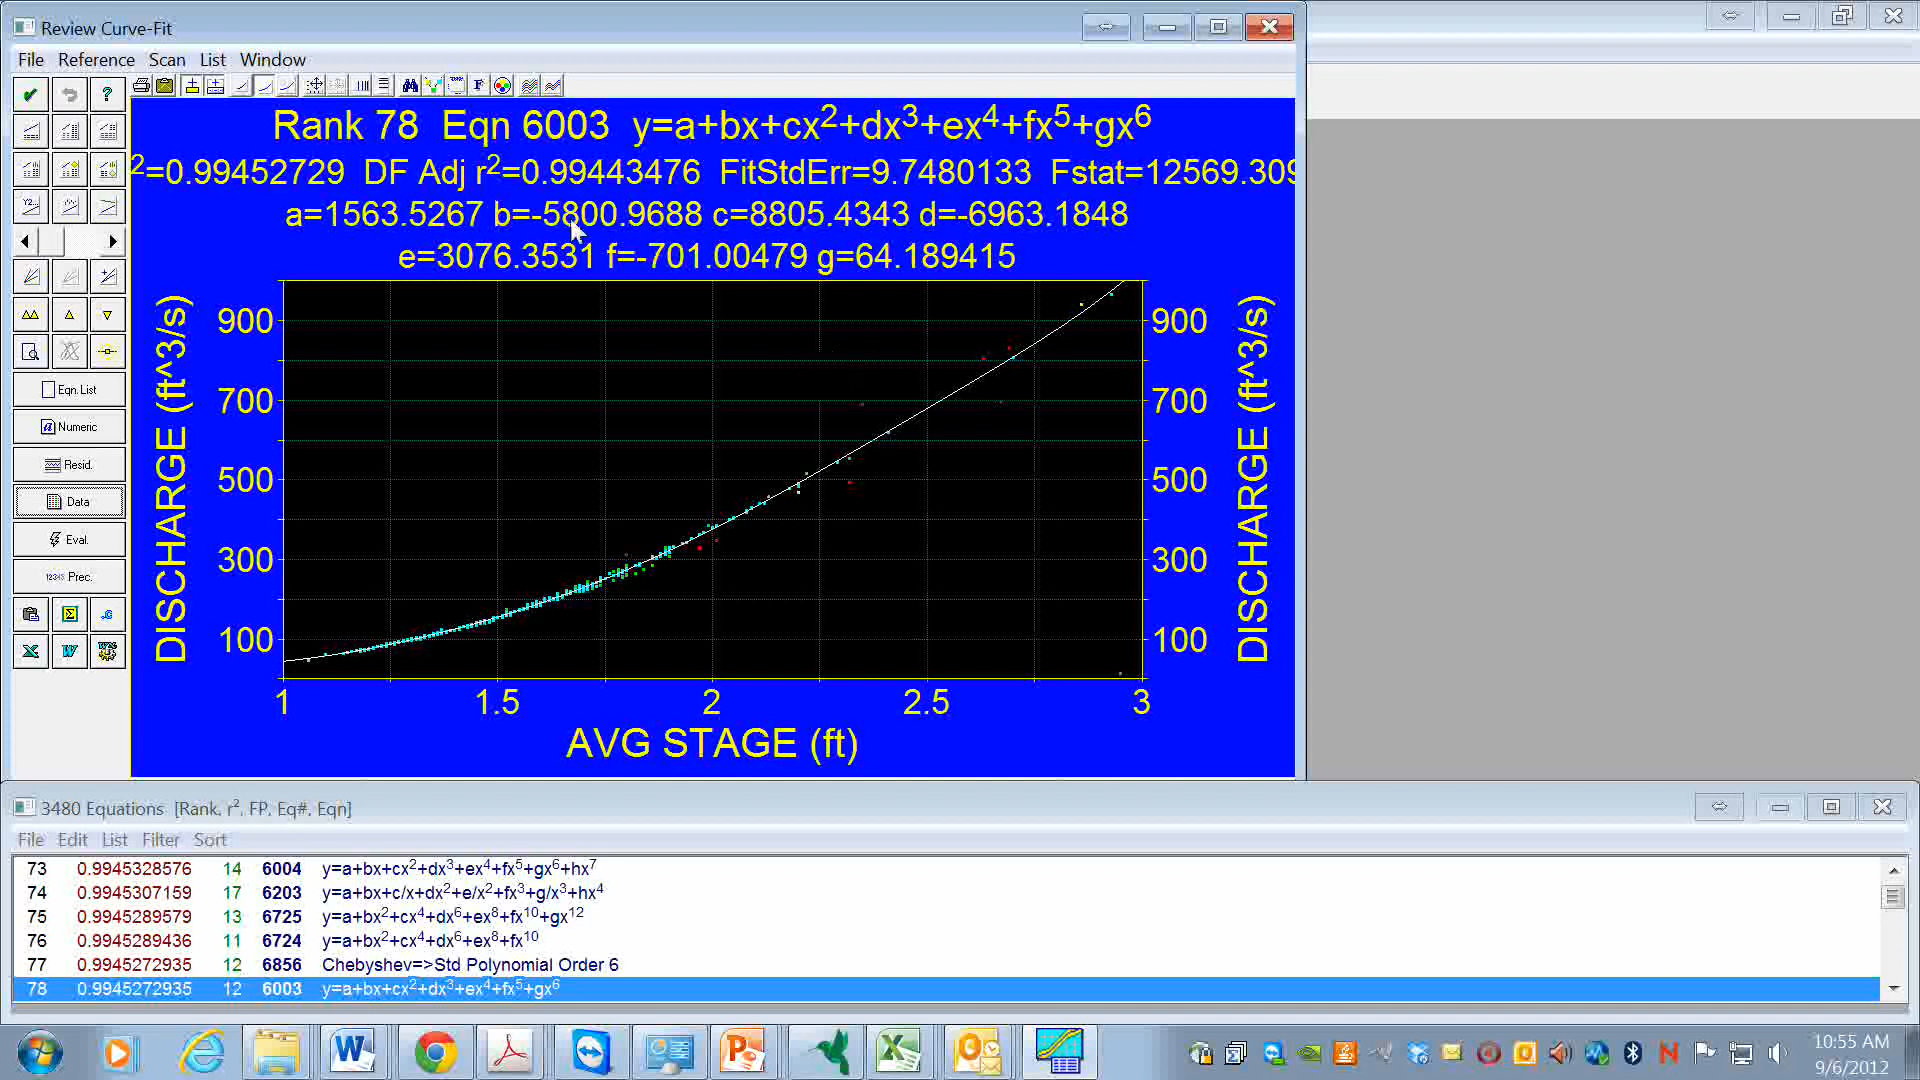 Review Curve-Fit
File Reference Scan List Window
Rank 78 Eqn 6003 y=a+bx+cx²+dx³+ex⁴+fx⁵+gx⁶
²=0.99452729 DF Adj r²=0.99443476 FitStdErr=9.7480133 Fstat=12569.309
a=1563.5267 b=-5800.9688 c=8805.4343 d=-6963.1848
e=3076.3531 f=-701.00479 g=64.189415
DISCHARGE (ft^3/s)
900
700
500
300
100
1 1.5 2 2.5 3
AVG STAGE (ft)
900
700
500
300
100
DISCHARGE (ft^3/s)
Eqn.List
Numeric
Resid.
Data
Eval.
Prec.
3480 Equations [Rank, r², FP, Eq#, Eqn]
File Edit List Filter Sort
73 0.9945328576 14 6004 y=a+bx+cx²+dx³+ex⁴+fx⁵+gx⁶+hx⁷
74 0.9945307159 17 6203 y=a+bx+c/x+dx²+e/x²+fx³+g/x³+hx⁴
75 0.9945289579 13 6725 y=a+bx²+cx⁴+dx⁶+ex⁸+fx¹⁰+gx¹²
76 0.9945289436 11 6724 y=a+bx²+cx⁴+dx⁶+ex⁸+fx¹⁰
77 0.9945272935 12 6856 Chebyshev=>Std Polynomial Order 6
78 0.9945272935 12 6003 y=a+bx+cx²+dx³+ex⁴+fx⁵+gx⁶
10:55 AM
9/6/2012